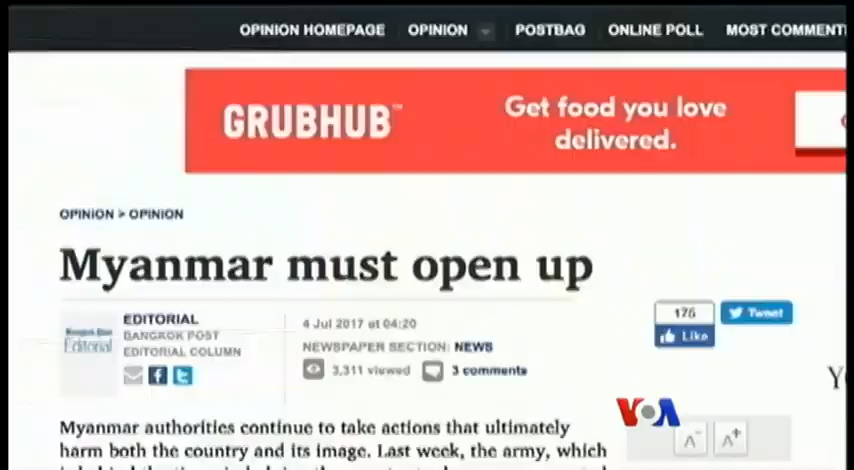 OPINION HOMEPAGE OPINION POSTBAG ONLINE POLL MOST COMMENT
GRUBHUB™ Get food you love
delivered.
OPINION > OPINION
Myanmar must open up
EDITORIAL
BANGKOK POST
EDITORIAL COLUMN
Editorial
4 Jul 2017 at 04:20
NEWSPAPER SECTION: NEWS
3,311 viewed 3 comments
176
Like
Tweet
Myanmar authorities continue to take actions that ultimately
harm both the country and its image. Last week, the army, which
VOA
A- A+